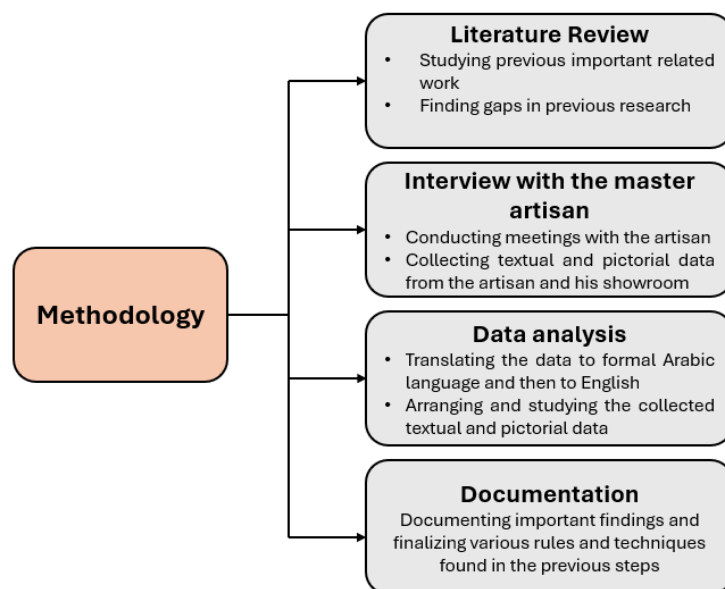 Literature Review
• Studying previous important related
work
• Finding gaps in previous research
Interview with the master
artisan
• Conducting meetings with the artisan
• Collecting textual and pictorial data
from the artisan and his showroom
Methodology
Data analysis
• Translating the data to formal Arabic
language and then to English
• Arranging and studying the collected
textual and pictorial data
Documentation
Documenting important findings and
finalizing various rules and techniques
found in the previous steps